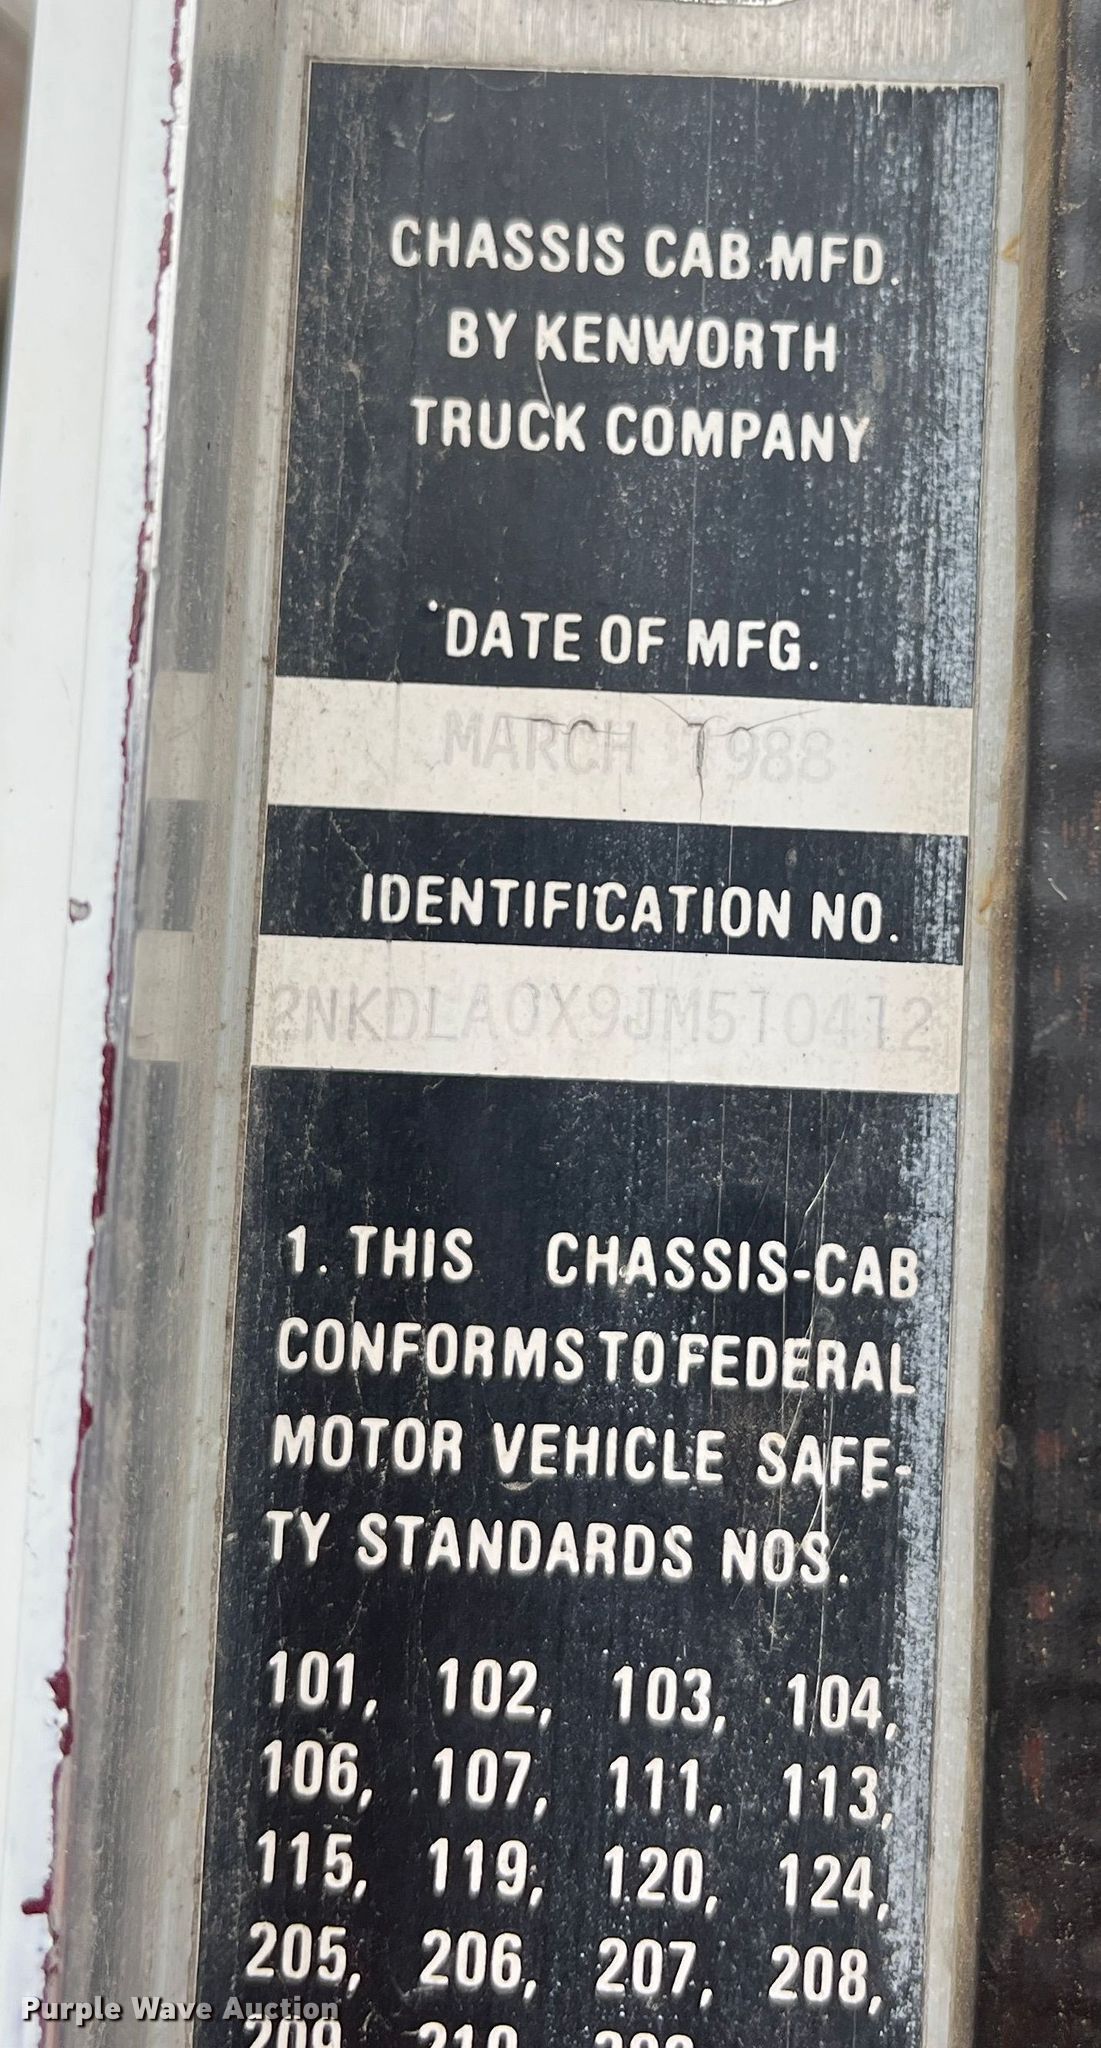 CHASSIS CAB MFD.
BY KENWORTH
TRUCK COMPANY
DATE OF MFG.
MARCH 1988
IDENTIFICATION NO.
2NKDLA0X9JM510412
1. THIS CHASSIS-CAB
CONFORMS TO FEDERAL
MOTOR VEHICLE SAFE-
TY STANDARDS NOS.
101, 102, 103, 104,
106, 107, 111, 113,
115, 119, 120, 124,
205, 206, 207, 208,
209 210
Purple Wave Auction